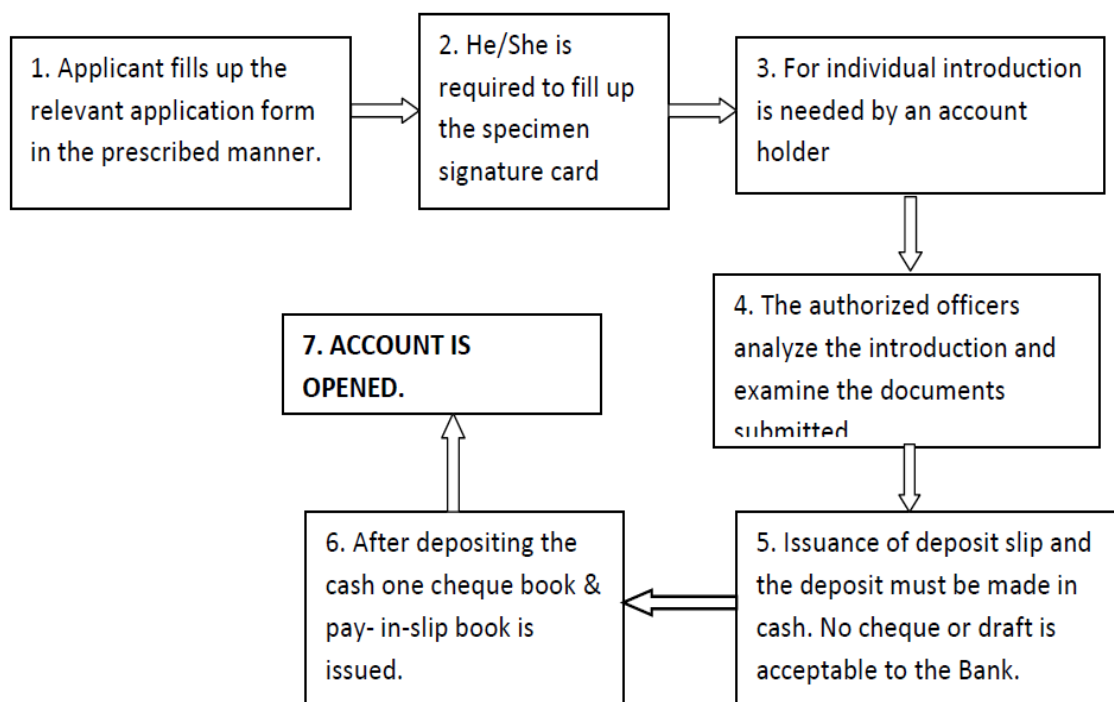 1. Applicant fills up the
relevant application form
in the prescribed manner.
2. He/She is
required to fill up
the specimen
signature card
3. For individual introduction
is needed by an account
holder
4. The authorized officers
analyze the introduction and
examine the documents
submitted
5. Issuance of deposit slip and
the deposit must be made in
cash. No cheque or draft is
acceptable to the Bank.
6. After depositing the
cash one cheque book &
pay- in-slip book is
issued.
7. ACCOUNT IS
OPENED.